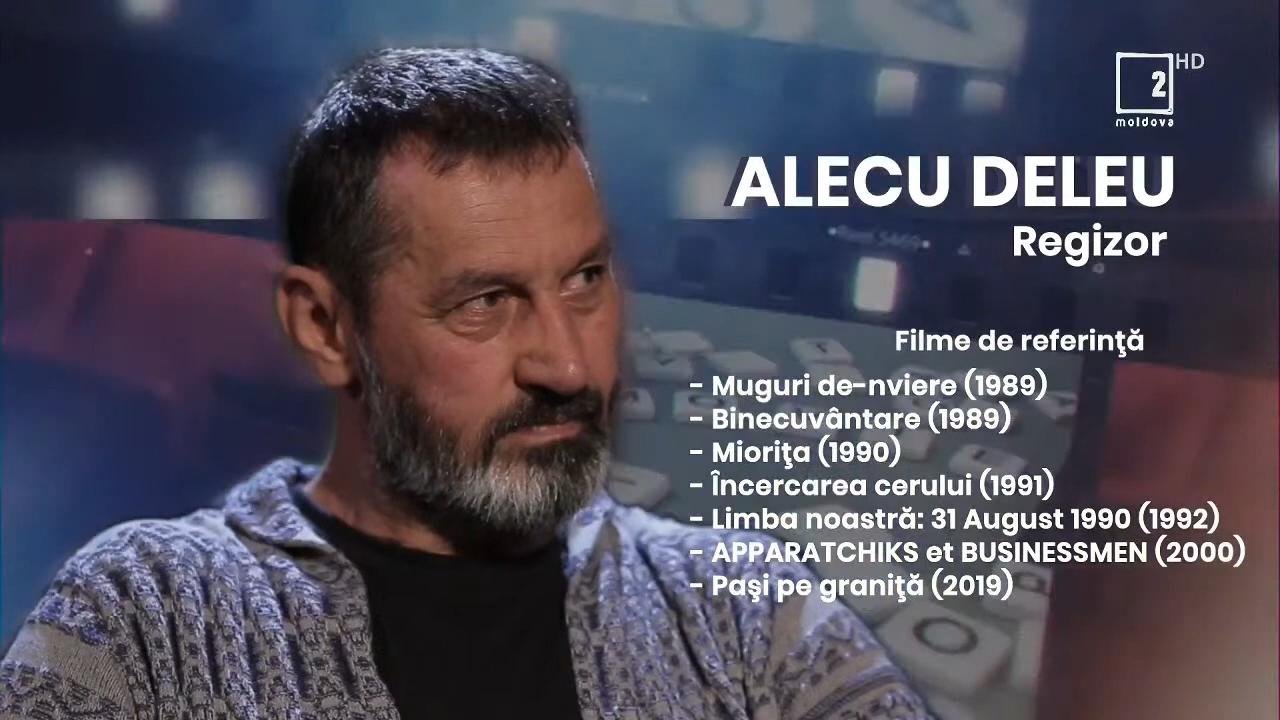 2 HD
moldova
ALECU DELEU
Regizor
Filme de referinţă
- Muguri de-nviere (1989)
- Binecuvântare (1989)
- Mioriţa (1990)
- Încercarea cerului (1991)
- Limba noastră: 31 August 1990 (1992)
- APPARATCHIKS et BUSINESSMEN (2000)
- Paşi pe graniţă (2019)